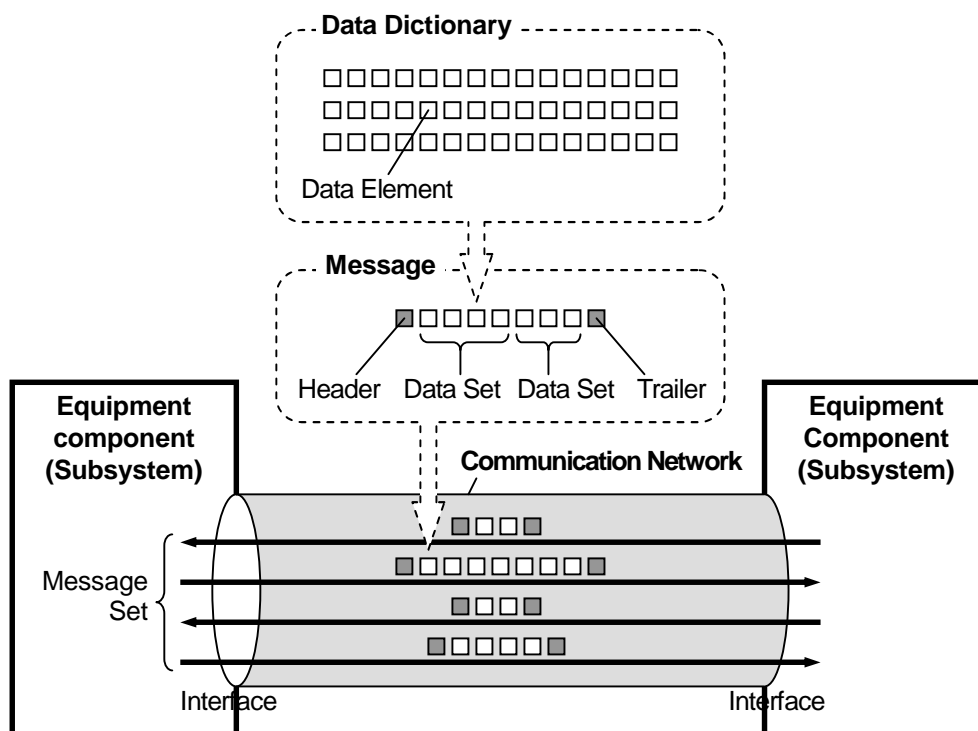 Data Dictionary
Data Element
Message
Header
Data Set
Data Set
Trailer
Equipment
component
(Subsystem)
Equipment
Component
(Subsystem)
Communication Network
Message
Set
Interface
Interface